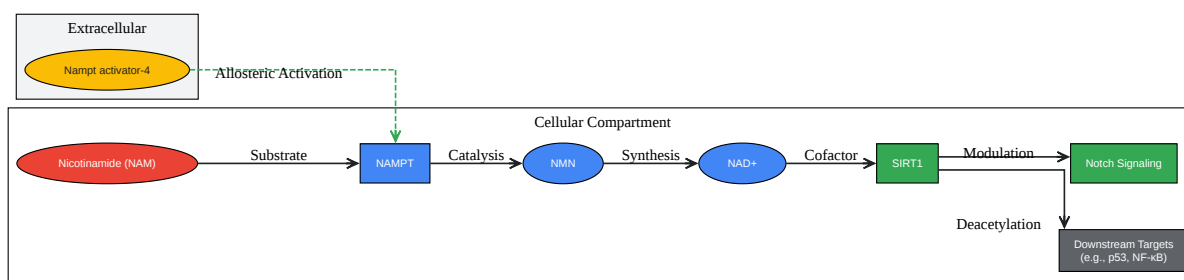 Extracellular
Nampt activator-4
Allosteric Activation
Cellular Compartment
Nicotinamide (NAM)
Substrate
NAMPT
Catalysis
NMN
Synthesis
NAD+
Cofactor
SIRT1
Modulation
Notch Signaling
Deacetylation
Downstream Targets
(e.g., p53, NF-κB)